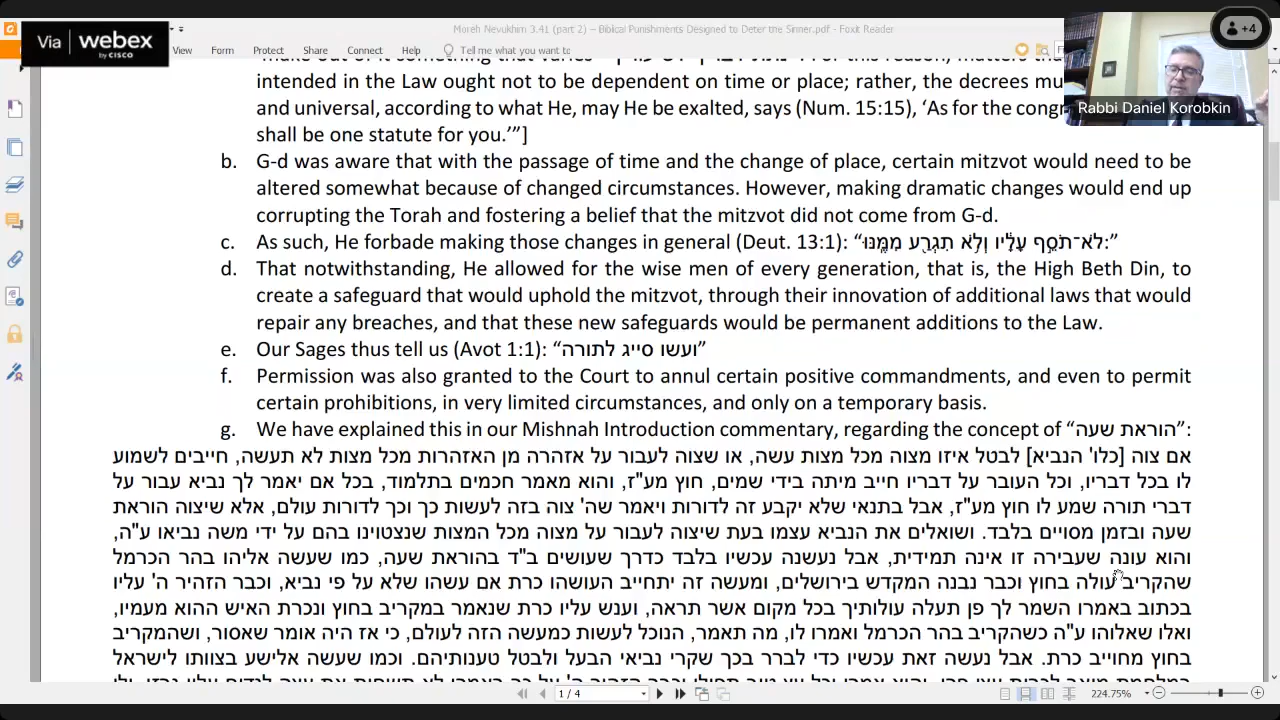 Via webex
by CISCO
Moreh Nevukhim 3.41 (part 2) – Biblical Punishments Designed to Deter the Sinner.pdf - Foxit Reader
View Form Protect Share Connect Help Tell me what you want to
+4
Rabbi Daniel Korobkin
intended in the Law ought not to be dependent on time or place; rather, the decrees mu
and universal, according to what He, may He be exalted, says (Num. 15:15), ‘As for the congr
shall be one statute for you.’”]
b. G-d was aware that with the passage of time and the change of place, certain mitzvot would need to be
altered somewhat because of changed circumstances. However, making dramatic changes would end up
corrupting the Torah and fostering a belief that the mitzvot did not come from G-d.
c. As such, He forbade making those changes in general (Deut. 13:1): “לֹא־תֹסֵ֣ף עָלָ֔יו וְלֹ֥א תִגְרַ֖ע מִמֶּֽנּוּ:”
d. That notwithstanding, He allowed for the wise men of every generation, that is, the High Beth Din, to
create a safeguard that would uphold the mitzvot, through their innovation of additional laws that would
repair any breaches, and that these new safeguards would be permanent additions to the Law.
e. Our Sages thus tell us (Avot 1:1): “ועשו סייג לתורה”
f. Permission was also granted to the Court to annul certain positive commandments, and even to permit
certain prohibitions, in very limited circumstances, and only on a temporary basis.
g. We have explained this in our Mishnah Introduction commentary, regarding the concept of “הוראת שעה”:
אם צוה [כלו' הנביא] לבטל איזו מצוה מכל מצות עשה, או שצוה לעבור על אזהרה מן האזהרות מכל מצות לא תעשה, חייבים לשמוע
לו בכל דבריו, וכל העובר על דבריו חייב מיתה בידי שמים, חוץ מע"ז, והוא מאמר חכמים בתלמוד, בכל אם יאמר לך נביא עבור על
דברי תורה שמע לו חוץ מע"ז, אבל בתנאי שלא יקבע זה לדורות ויאמר שה' צוה בזה לעשות כך וכך לדורות עולם, אלא שיצוה הוראת
שעה ובזמן מסויים בלבד. ושואלים את הנביא עצמו בעת שיצוה לעבור על מצוה מכל המצות שנצטוינו בהם על ידי משה נביאו ע"ה,
והוא עונה שעבירה זו אינה תמידית, אבל נעשנה עכשיו בלבד כדרך שעושים ב"ד בהוראת שעה, כמו שעשה אליהו בהר הכרמל
שהקריב עולה בחוץ וכבר נבנה המקדש בירושלים, ומעשה זה יתחייב העושהו כרת אם עשהו שלא על פי נביא, וכבר הזהיר ה' עליו
בכתוב באמרו השמר לך פן תעלה עולותיך בכל מקום אשר תראה, וענש עליו כרת שנאמר במקריב בחוץ ונכרת האיש ההוא מעמיו,
ואלו שאלוהו ע"ה כשהקריב בהר הכרמל ואמרו לו, מה תאמר, הנוכל לעשות כמעשה הזה לעולם, כי אז היה אומר שאסור, ושהמקריב
בחוץ מחוייב כרת. אבל נעשה זאת עכשיו כדי לברר בכך שקרי נביאי הבעל ולבטל טענותיהם. וכמו שעשה אלישע בצוותו לישראל
1 / 4
224.75%